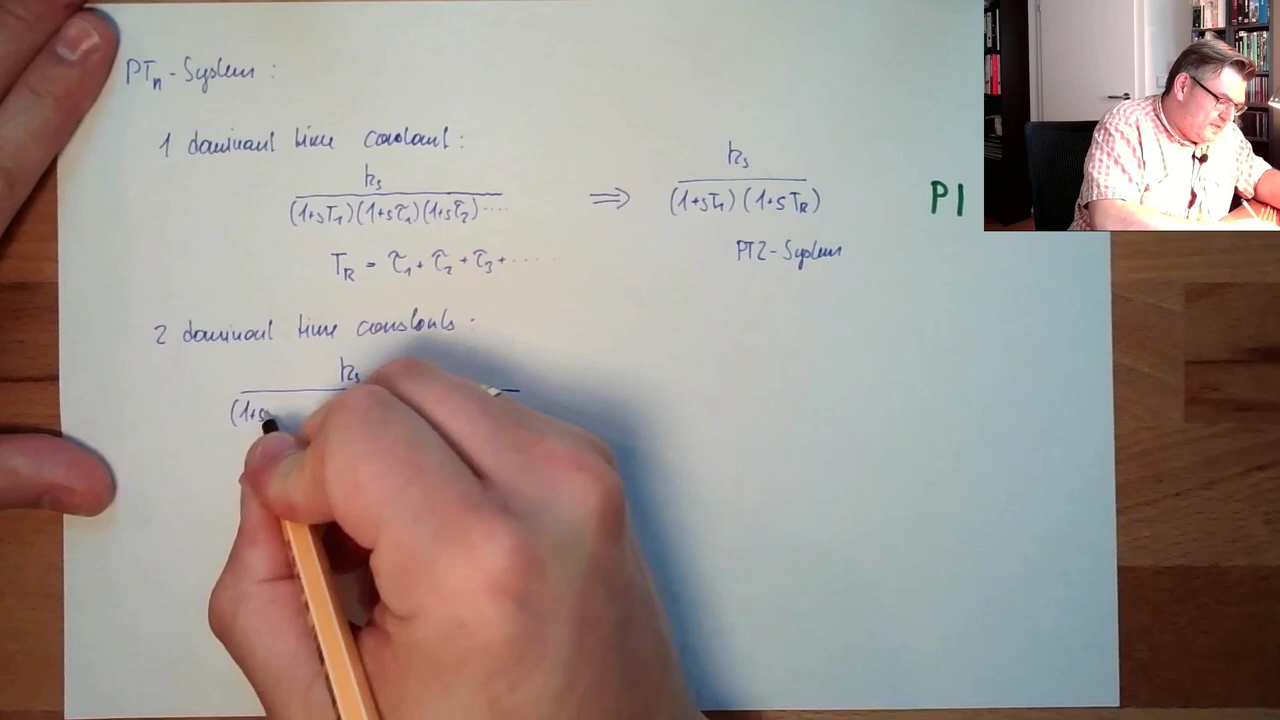 PTn-System:
1 dominant time constant:
ks
(1+sT1)(1+sτ1)(1+sτ2)....
⇒
ks
(1+sT1)(1+sTR)
PI
TR = τ1+τ2+τ3+....
PT2-System
2 dominant time constants:
ks
(1+s